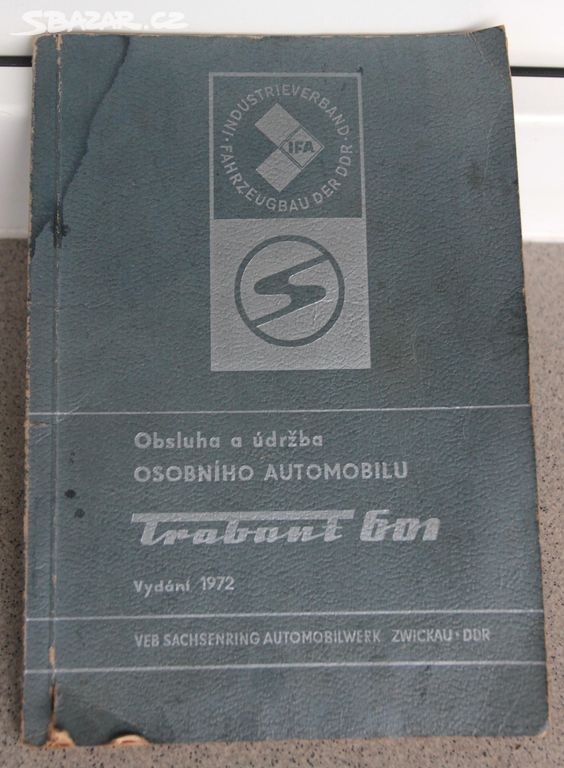 SBAZAR.CZ
INDUSTRIEVERBAND
FAHRZEUGBAU DER DDR
IFA
S
Obsluha a údržba
OSOBNÍHO AUTOMOBILU
Trabant 601
Vydání 1972
VEB SACHSENRING AUTOMOBILWERK ZWICKAU · DDR